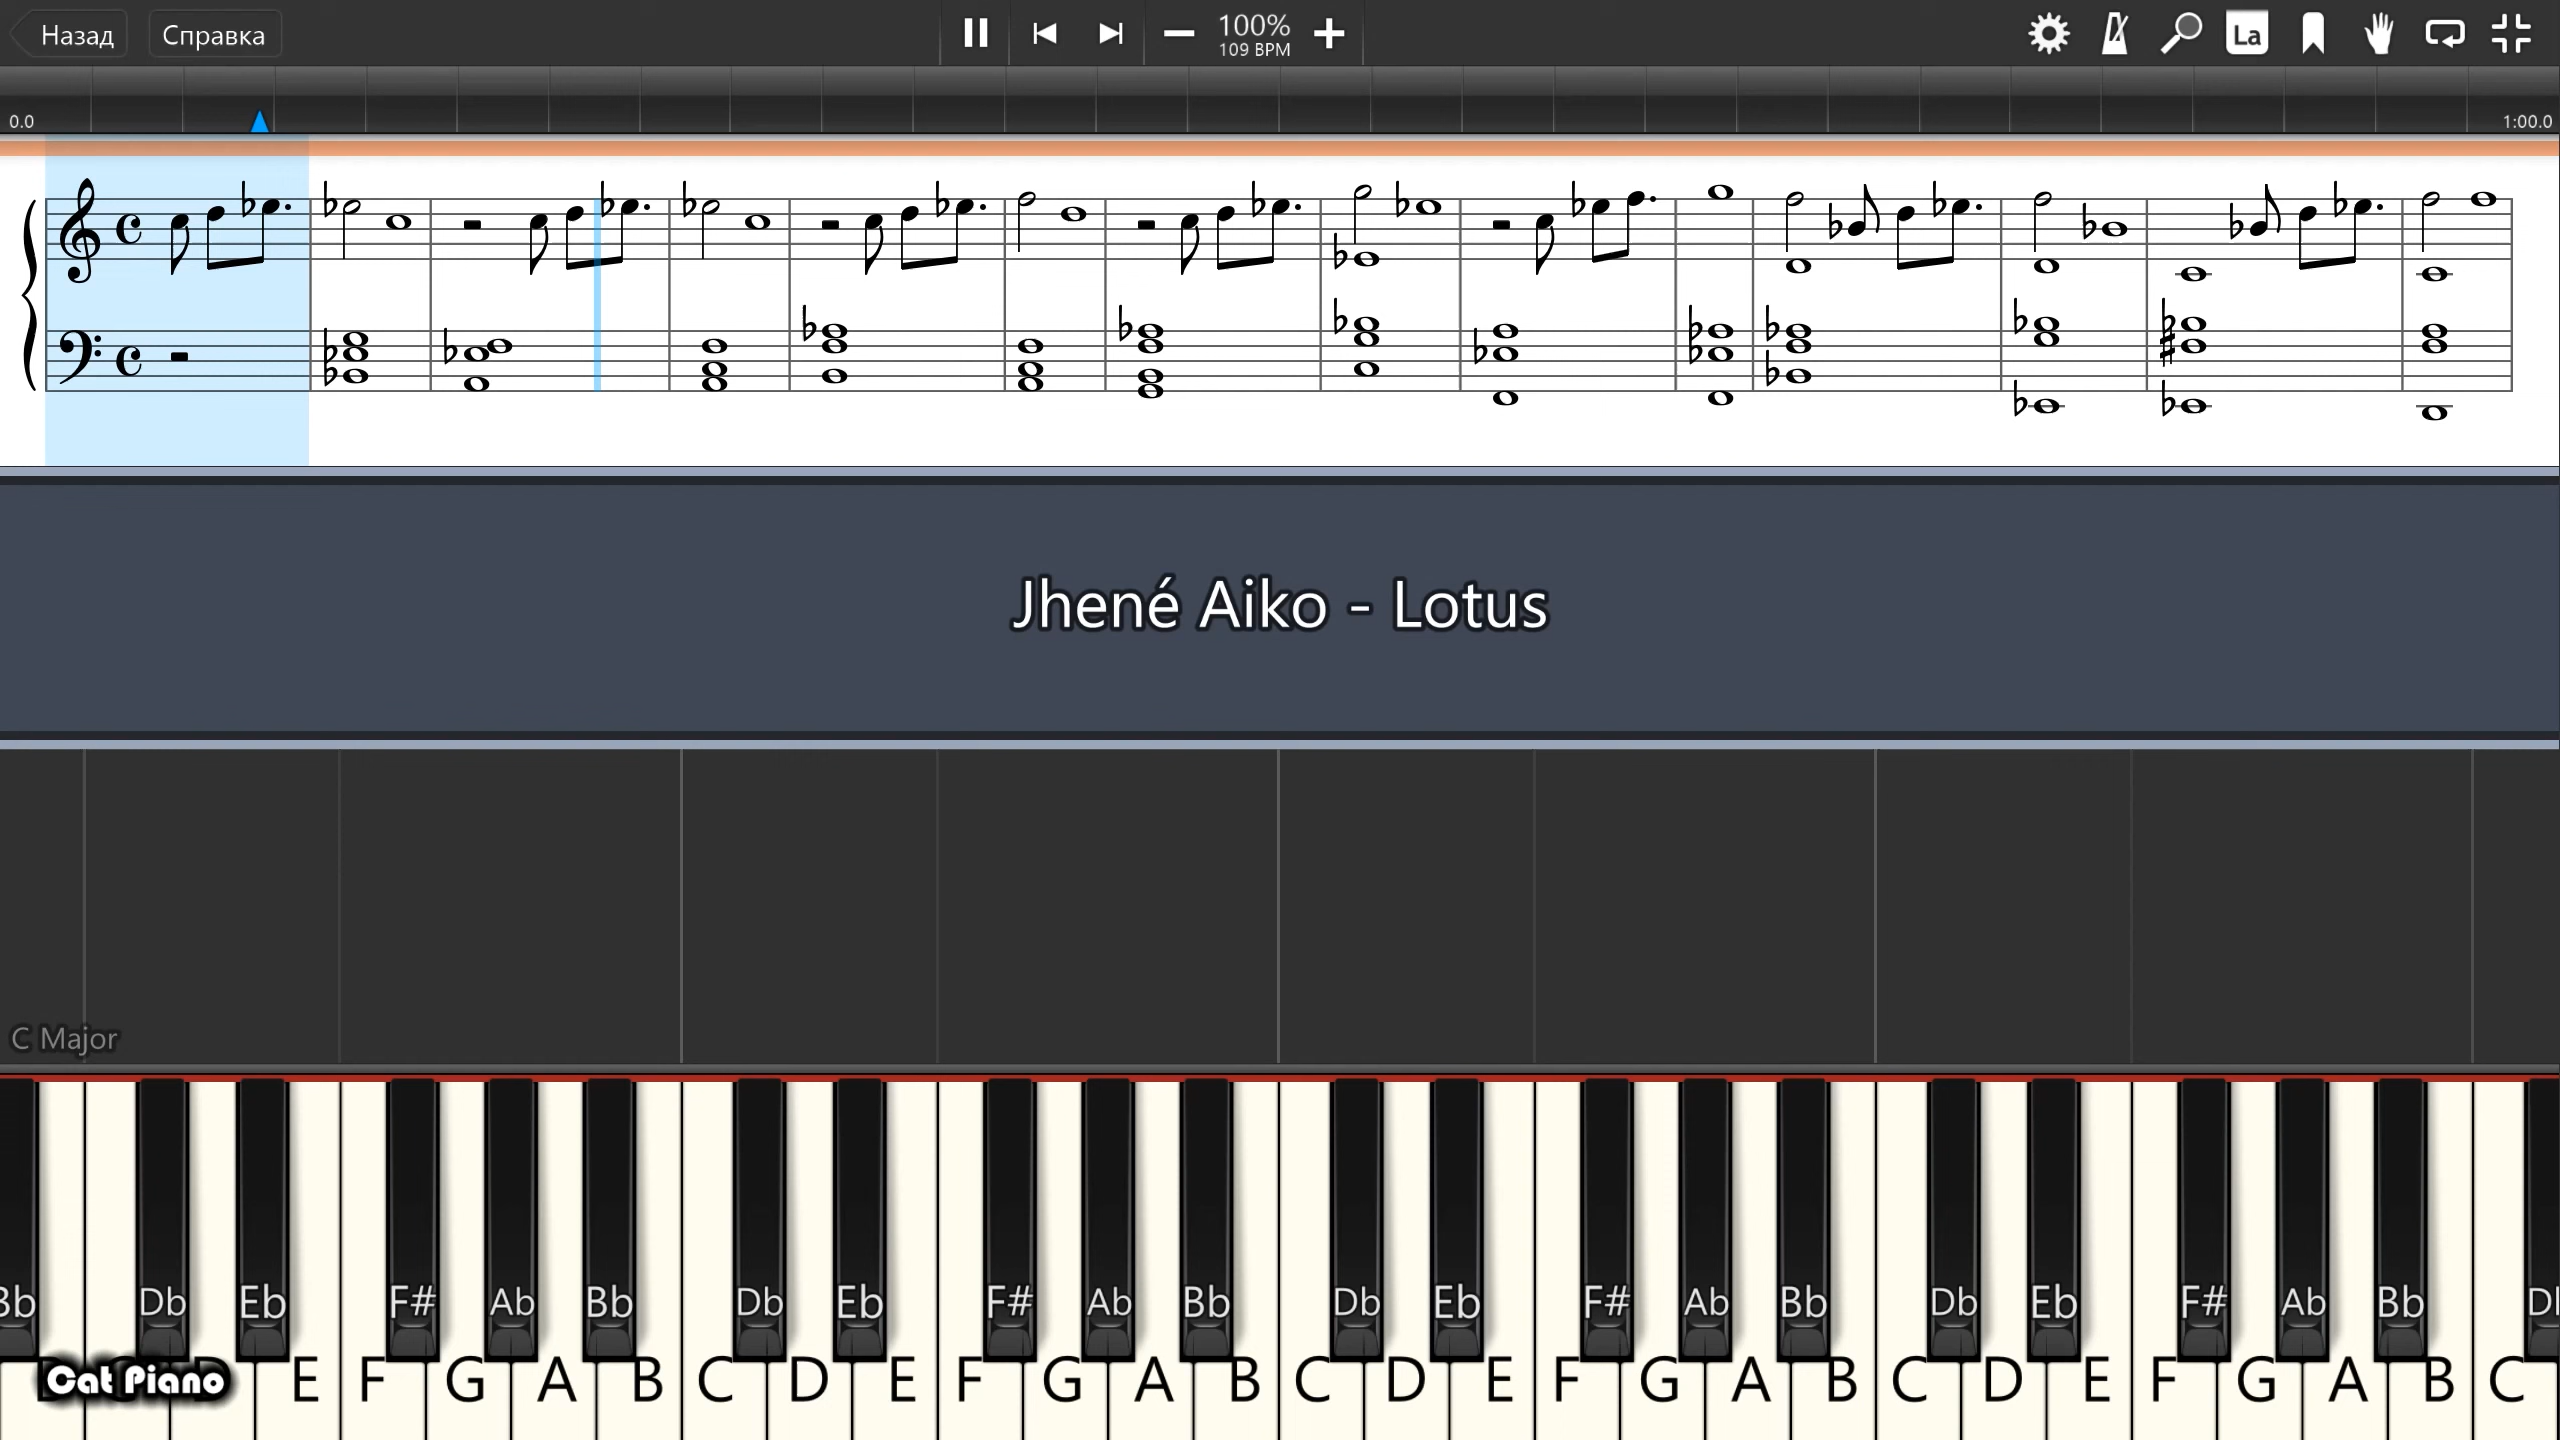 Назад Справка 100% La
109 BPM
0.0 1:00.0
Jhené Aiko - Lotus
C Major
Bb Db Eb F# Ab Bb Db Eb F# Ab Bb Db Eb F# Ab Bb Db Eb F# Ab Bb
Cat Piano E F G A B C D E F G A B C D E F G A B C D E F G A B C